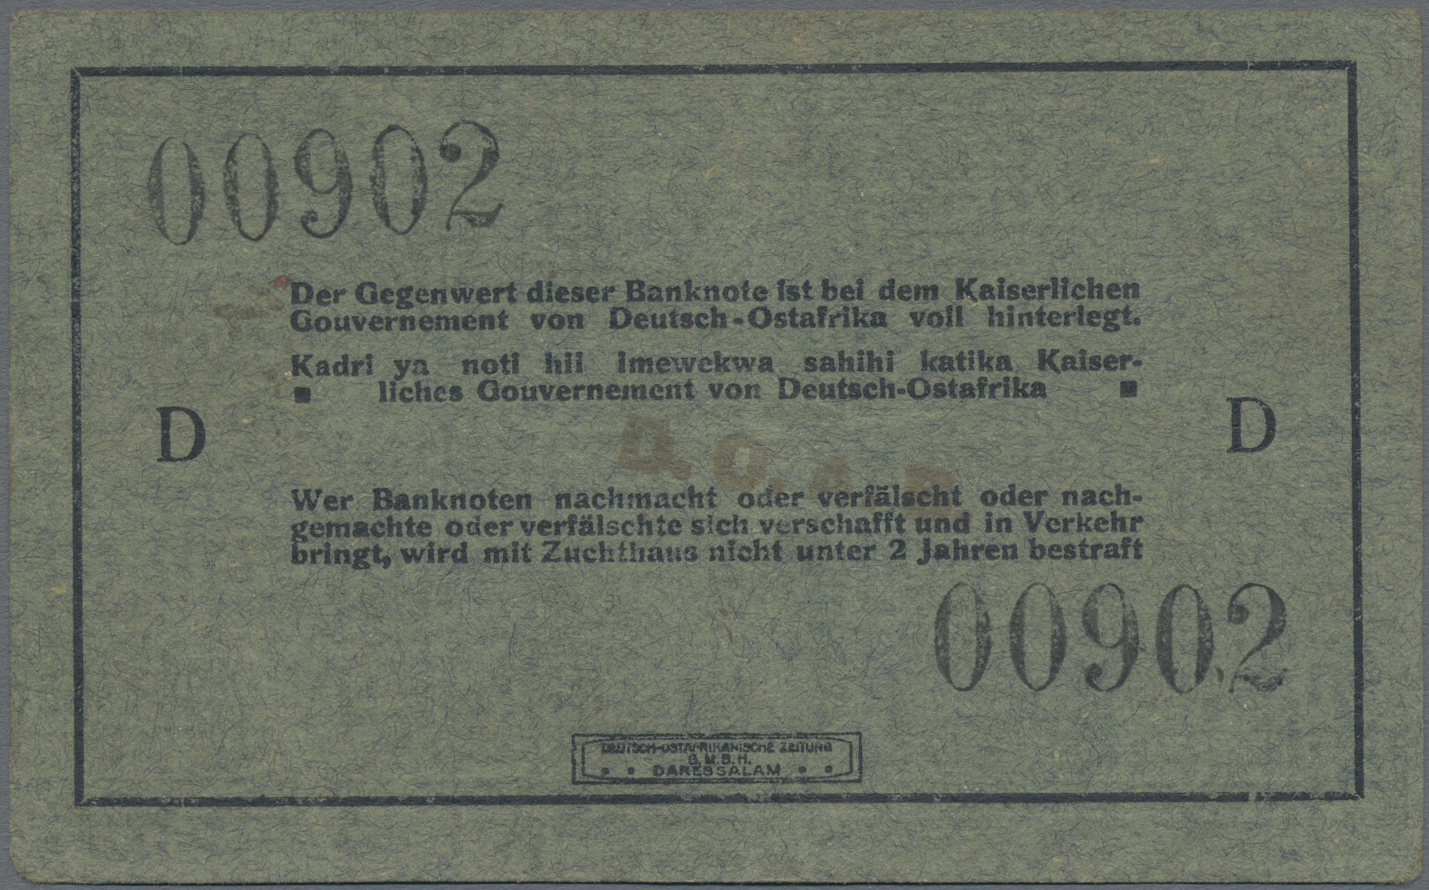 00902
Der Gegenwert dieser Banknote ist bei dem Kaiserlichen
Gouvernement von Deutsch-Ostafrika voll hinterlegt.
Kadri ya noti hii imewekwa sahihi katika Kaiser-
liches Gouvernement von Deutsch-Ostafrika
D
D
D.O.A.B.
Wer Banknoten nachmacht oder verfälscht oder nach-
gemachte oder verfälschte sich verschafft und in Verkehr
bringt, wird mit Zuchthaus nicht unter 2 Jahren bestraft
00902
DEUTSCH-OSTAFRIKANISCHE ZEITUNG
G.M.B.H.
DARESSALAM